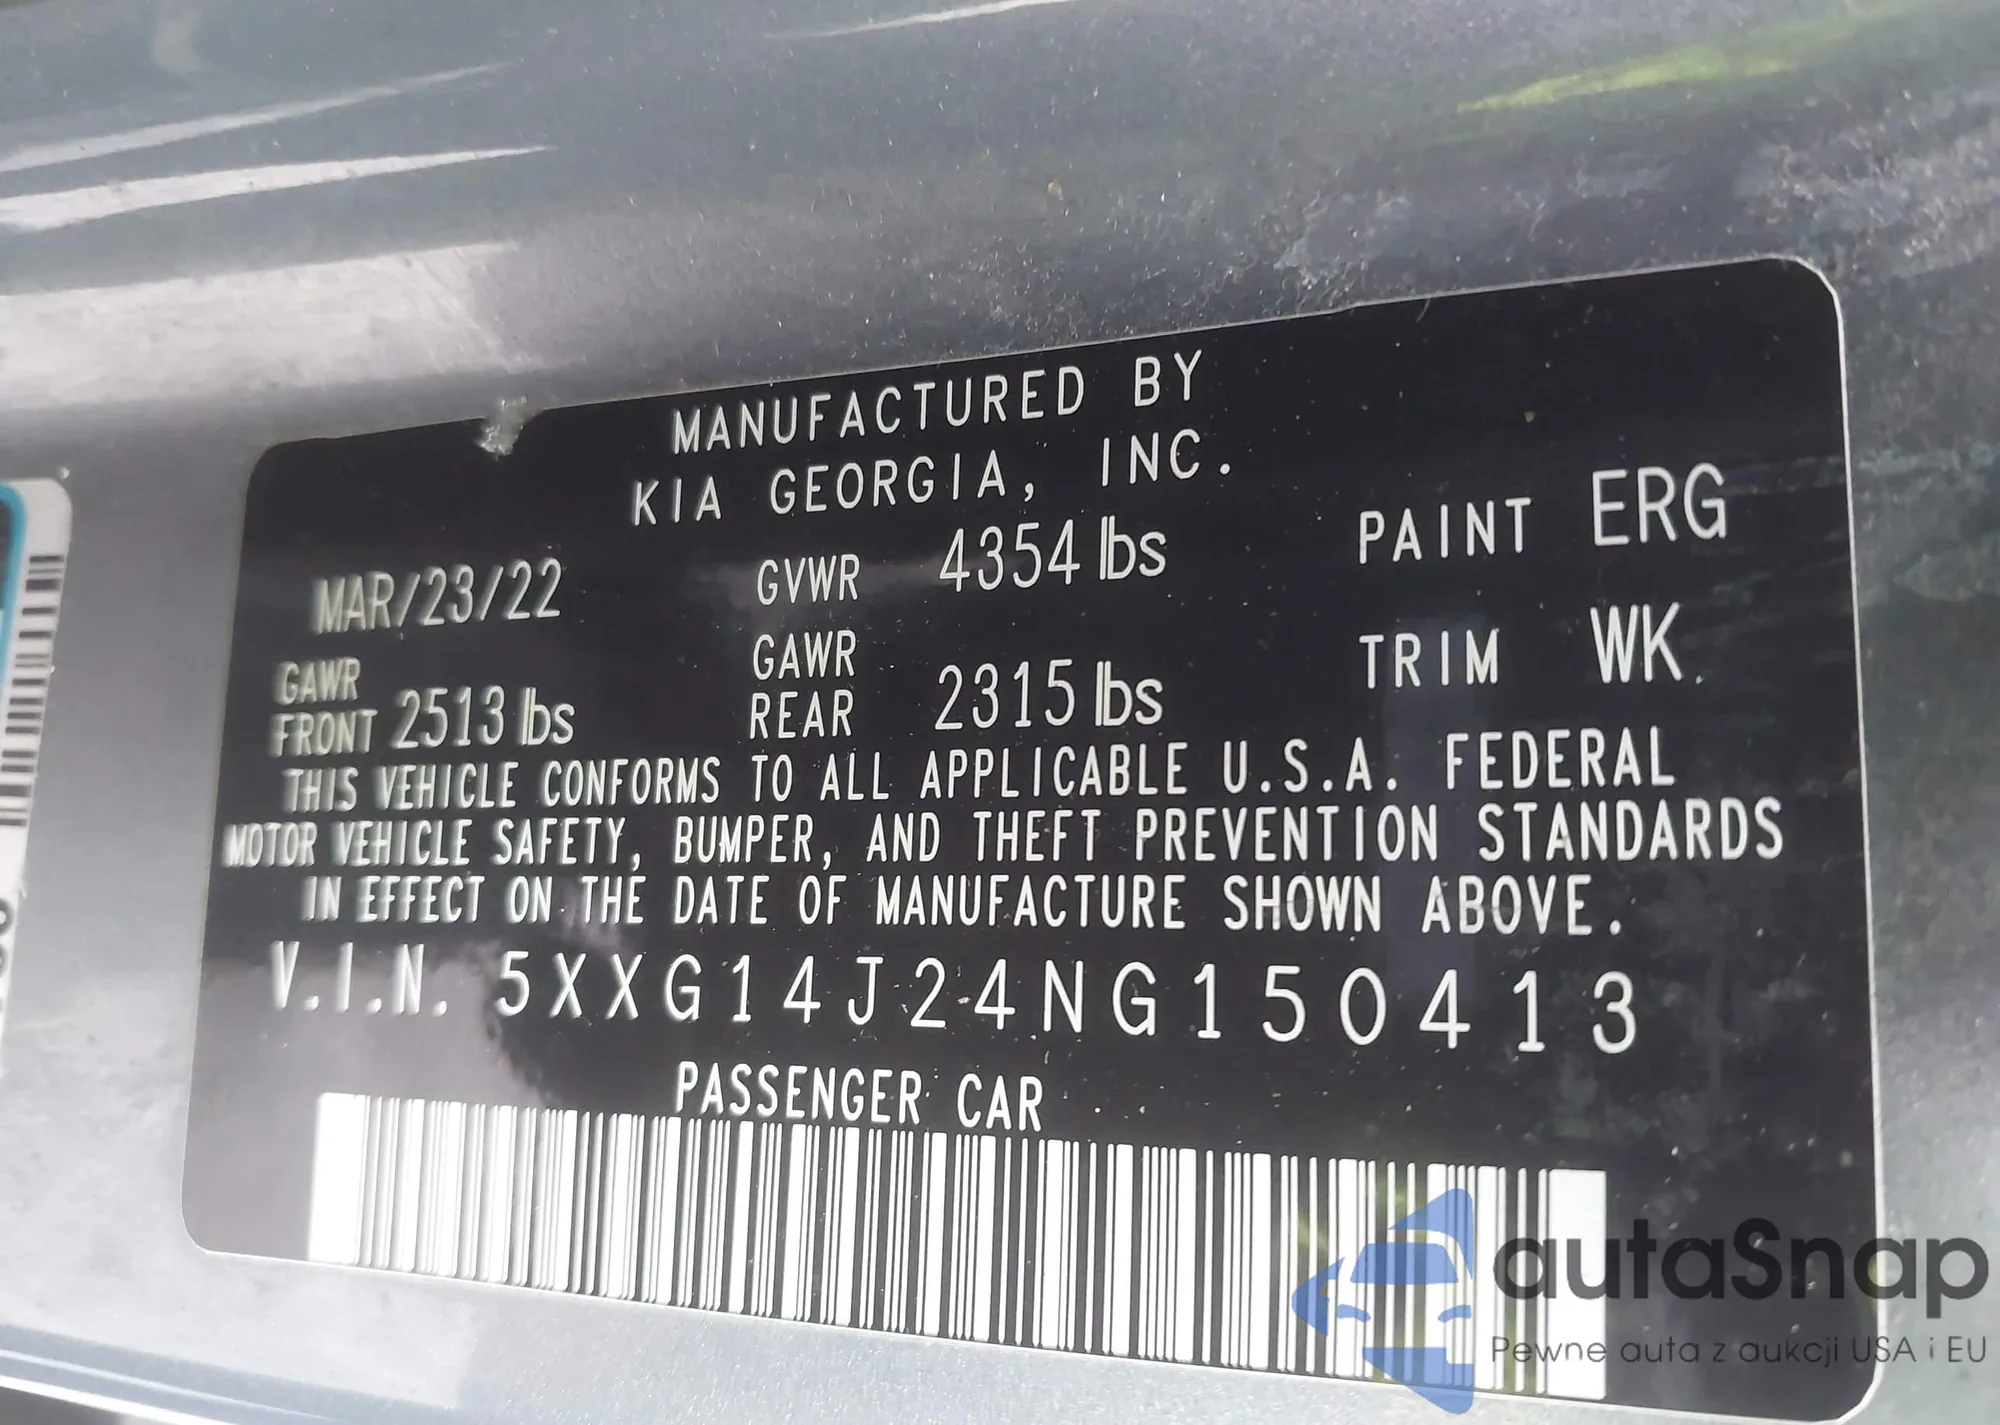 MANUFACTURED BY
KIA GEORGIA, INC.
MAR/23/22 GVWR 4354 lbs PAINT ERG
GAWR FRONT 2513 lbs GAWR REAR 2315 lbs TRIM WK
THIS VEHICLE CONFORMS TO ALL APPLICABLE U.S.A. FEDERAL
MOTOR VEHICLE SAFETY, BUMPER, AND THEFT PREVENTION STANDARDS
IN EFFECT ON THE DATE OF MANUFACTURE SHOWN ABOVE.
V.I.N. 5XXG14J24NG150413
PASSENGER CAR
autaSnap
Pewne auta z aukcji USA i EU